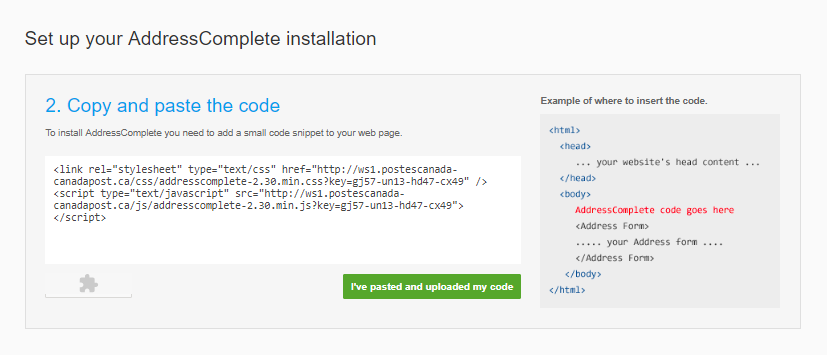 Set up your AddressComplete installation
2. Copy and paste the code
To install AddressComplete you need to add a small code snippet to your web page.
<link rel="stylesheet" type="text/css" href="http://ws1.postescanada-
canadapost.ca/css/addresscomplete-2.30.min.css?key=gj57-un13-hd47-cx49" />
<script type="text/javascript" src="http://ws1.postescanada-
canadapost.ca/js/addresscomplete-2.30.min.js?key=gj57-un13-hd47-cx49">
</script>
I've pasted and uploaded my code
Example of where to insert the code.
<html>
<head>
... your website's head content ...
</head>
<body>
AddressComplete code goes here
<Address Form>
..... your Address form ....
</Address Form>
</body>
</html>